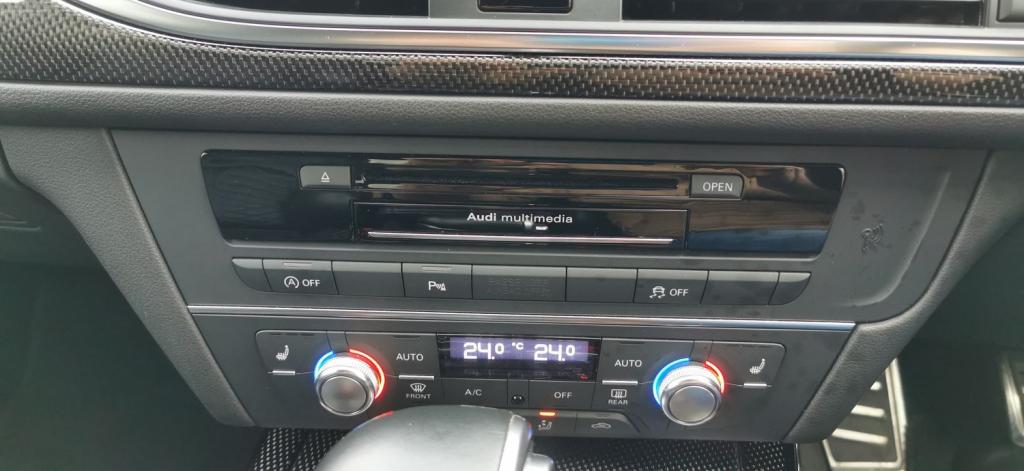 OPEN
Audi multimedia
A OFF
P
OFF
AUTO
24.0 °C 24.0
AUTO
FRONT
A/C
OFF
REAR